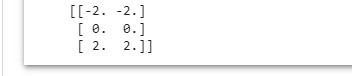 [[-2. -2.]
 [ 0.  0.]
 [ 2.  2.]]